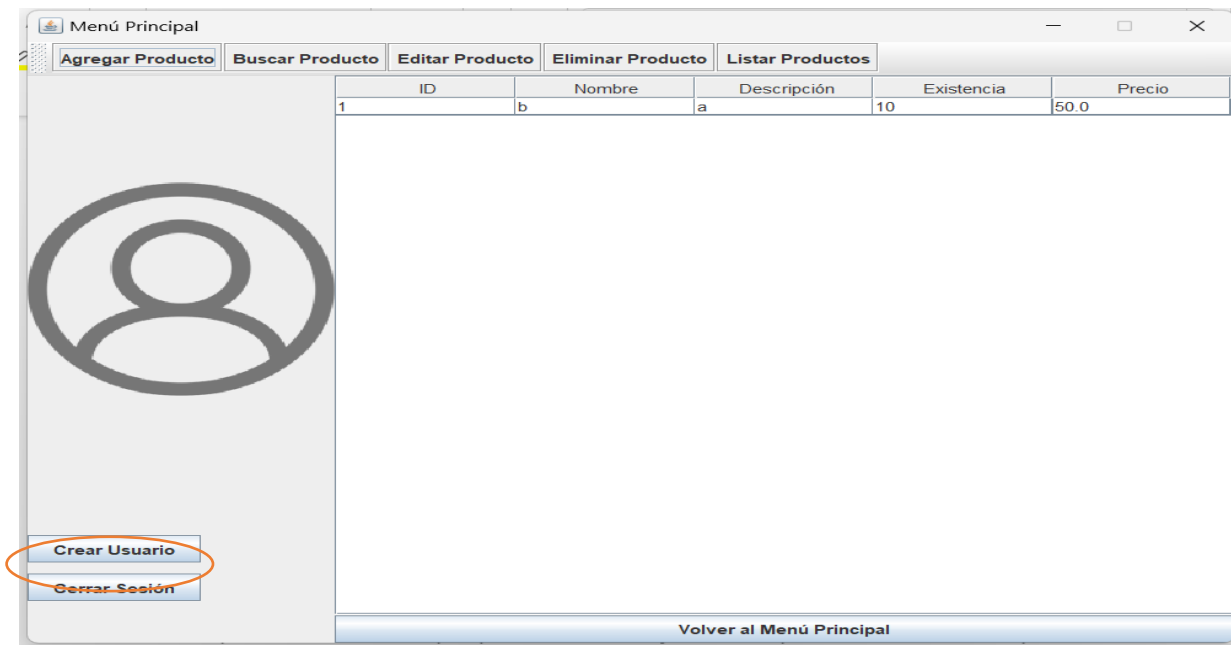 Menú Principal
Agregar Producto Buscar Producto Editar Producto Eliminar Producto Listar Productos
ID Nombre Descripción Existencia Precio
1 b a 10 50.0
Crear Usuario
Cerrar Sesión
Volver al Menú Principal